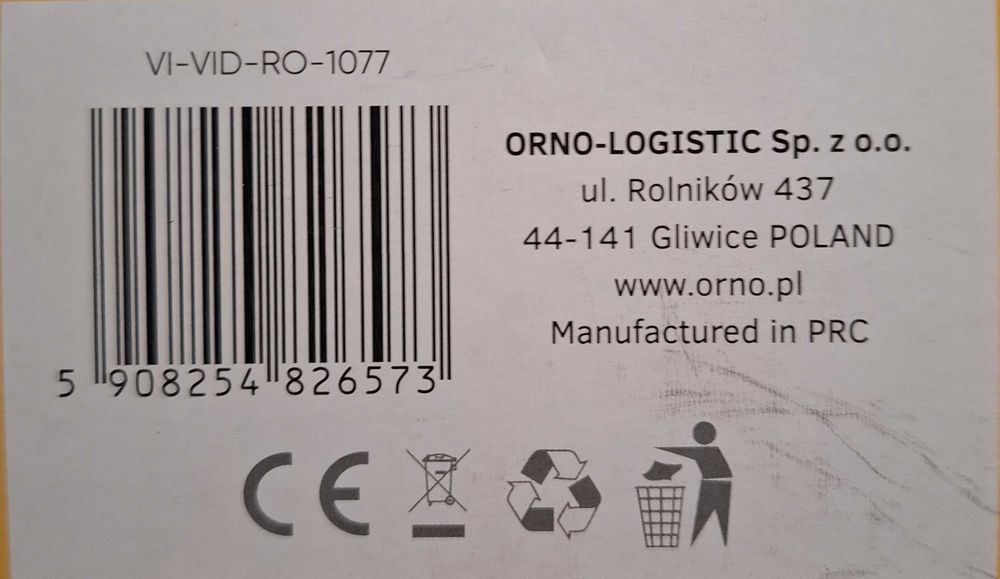 VI-VID-RO-1077
5 908254 826573
ORNO-LOGISTIC Sp. z o.o.
ul. Rolników 437
44-141 Gliwice POLAND
www.orno.pl
Manufactured in PRC
CE